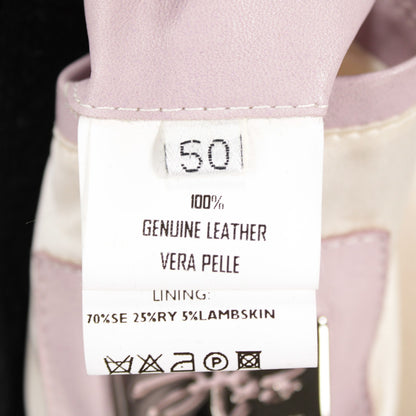 50
100%
GENUINE LEATHER
VERA PELLE
LINING:
70%SE 25%RY 5%LAMBSKIN